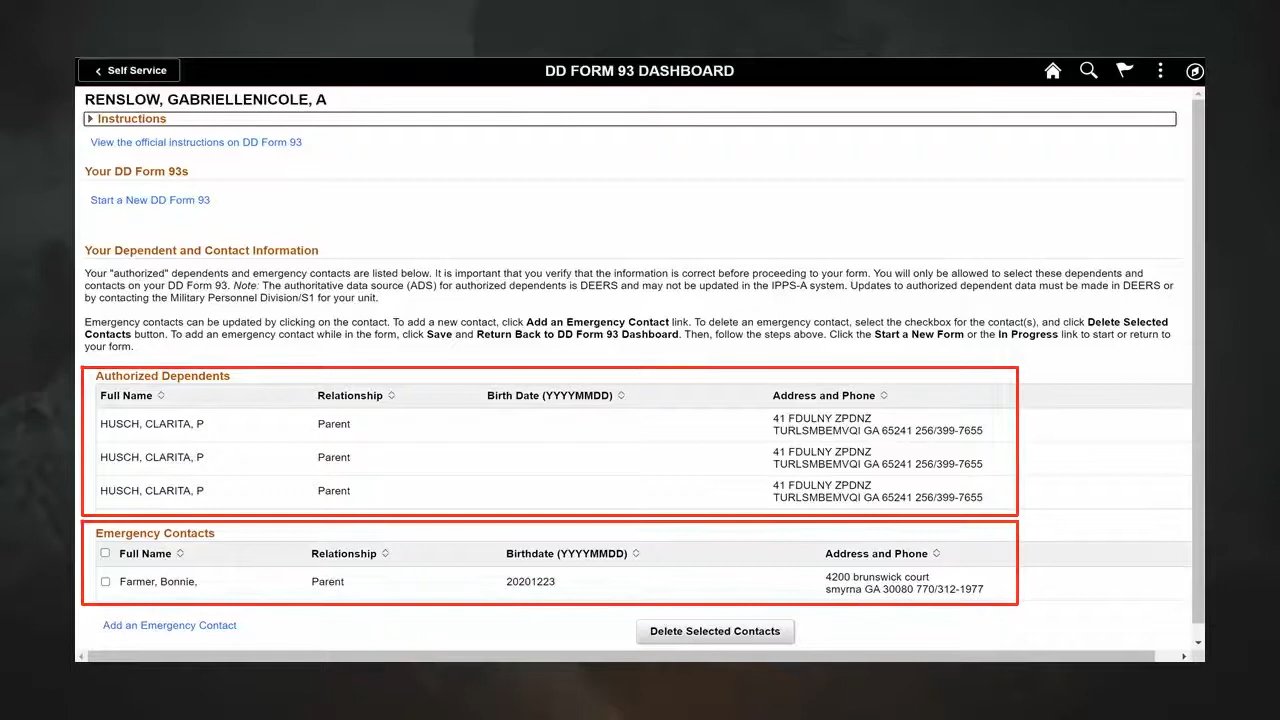 Self Service
DD FORM 93 DASHBOARD
RENSLOW, GABRIELLENICOLE, A
Instructions
View the official instructions on DD Form 93
Your DD Form 93s
Start a New DD Form 93
Your Dependent and Contact Information
Your "authorized" dependents and emergency contacts are listed below. It is important that you verify that the information is correct before proceeding to your form. You will only be allowed to select these dependents and
contacts on your DD Form 93. Note: The authoritative data source (ADS) for authorized dependents is DEERS and may not be updated in the IPPS-A system. Updates to authorized dependent data must be made in DEERS or
by contacting the Military Personnel Division/S1 for your unit.
Emergency contacts can be updated by clicking on the contact. To add a new contact, click Add an Emergency Contact link. To delete an emergency contact, select the checkbox for the contact(s), and click Delete Selected
Contacts button. To add an emergency contact while in the form, click Save and Return Back to DD Form 93 Dashboard. Then, follow the steps above. Click the Start a New Form or the In Progress link to start or return to
your form.
Authorized Dependents
Full Name Relationship Birth Date (YYYYMMDD) Address and Phone
HUSCH, CLARITA, P Parent 41 FDULNY ZPDNZ
TURLSMBEMVQI GA 65241 256/399-7655
HUSCH, CLARITA, P Parent 41 FDULNY ZPDNZ
TURLSMBEMVQI GA 65241 256/399-7655
HUSCH, CLARITA, P Parent 41 FDULNY ZPDNZ
TURLSMBEMVQI GA 65241 256/399-7655
Emergency Contacts
Full Name Relationship Birthdate (YYYYMMDD) Address and Phone
Farmer, Bonnie, Parent 20201223 4200 brunswick court
smyrna GA 30080 770/312-1977
Add an Emergency Contact
Delete Selected Contacts